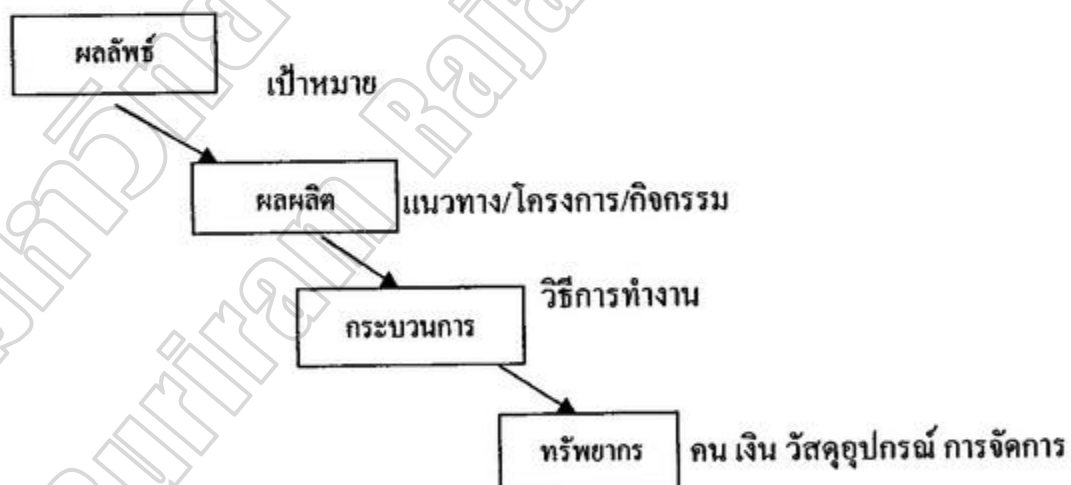 ผลลัพธ์
เป้าหมาย
ผลผลิต แนวทาง/โครงการ/กิจกรรม
วิธีการทำงาน
กระบวนการ
ทรัพยากร คน เงิน วัสดุอุปกรณ์ การจัดการ